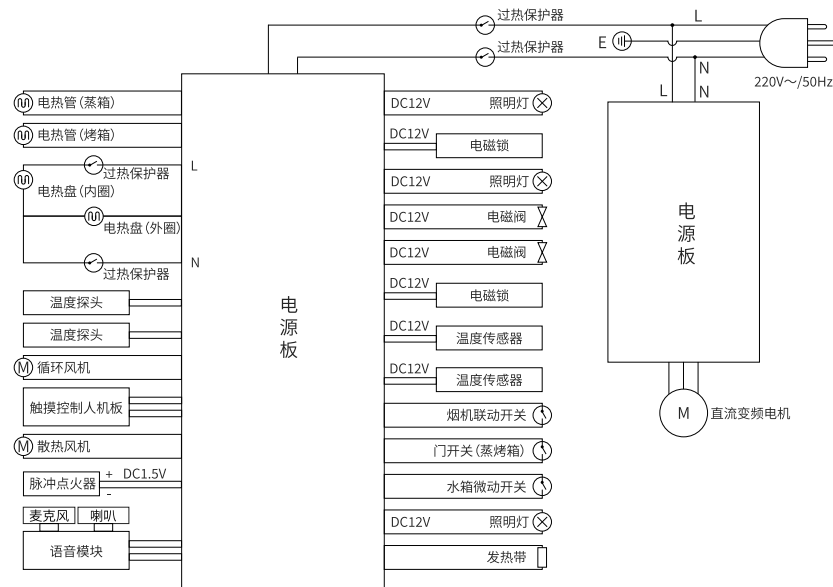 过热保护器
L
E
过热保护器
N
220V～/50Hz
L
N
电源板
M
直流变频电机
电热管(蒸箱)
电热管(烤箱)
过热保护器
L
电热盘(内圈)
电热盘(外圈)
N
过热保护器
温度探头
温度探头
M
循环风机
触摸控制人机板
M
散热风机
脉冲点火器
+
DC1.5V
-
麦克风
喇叭
语音模块
电源板
DC12V 照明灯
DC12V
电磁锁
DC12V 照明灯
DC12V 电磁阀
DC12V 电磁阀
DC12V
电磁锁
DC12V
温度传感器
DC12V
温度传感器
烟机联动开关
门开关(蒸烤箱)
水箱微动开关
DC12V 照明灯
发热带